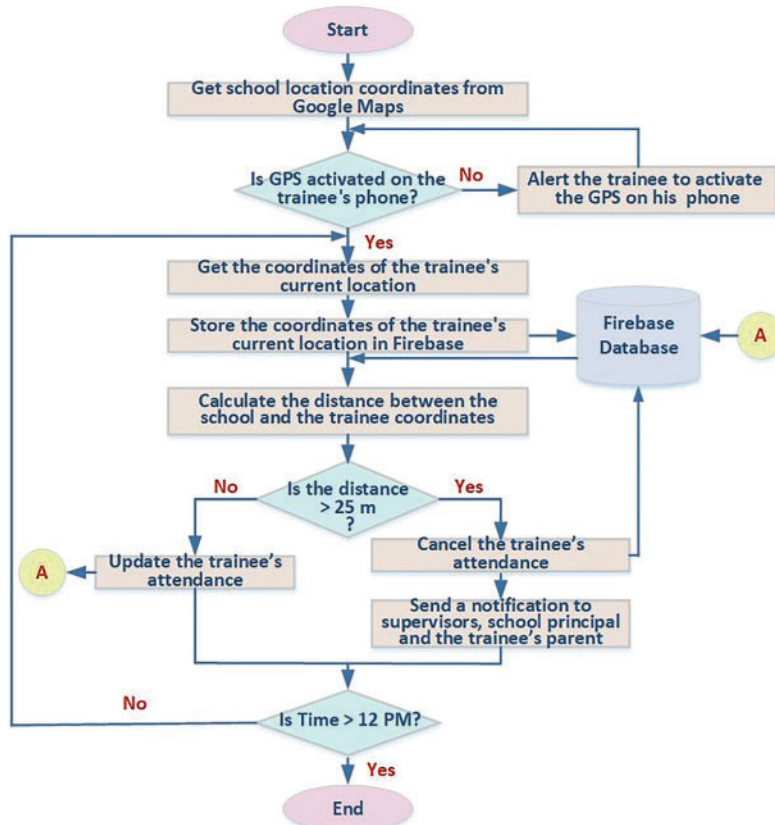 Start
Get school location coordinates from
Google Maps
Is GPS activated on the
trainee's phone?
No
Alert the trainee to activate
the GPS on his phone
Yes
Get the coordinates of the trainee's
current location
Store the coordinates of the trainee's
current location in Firebase
Firebase
Database
A
Calculate the distance between the
school and the trainee coordinates
Is the distance
> 25 m
?
No
Yes
A
Update the trainee’s
attendance
Cancel the trainee’s
attendance
Send a notification to
supervisors, school principal
and the trainee’s parent
No
Is Time > 12 PM?
Yes
End